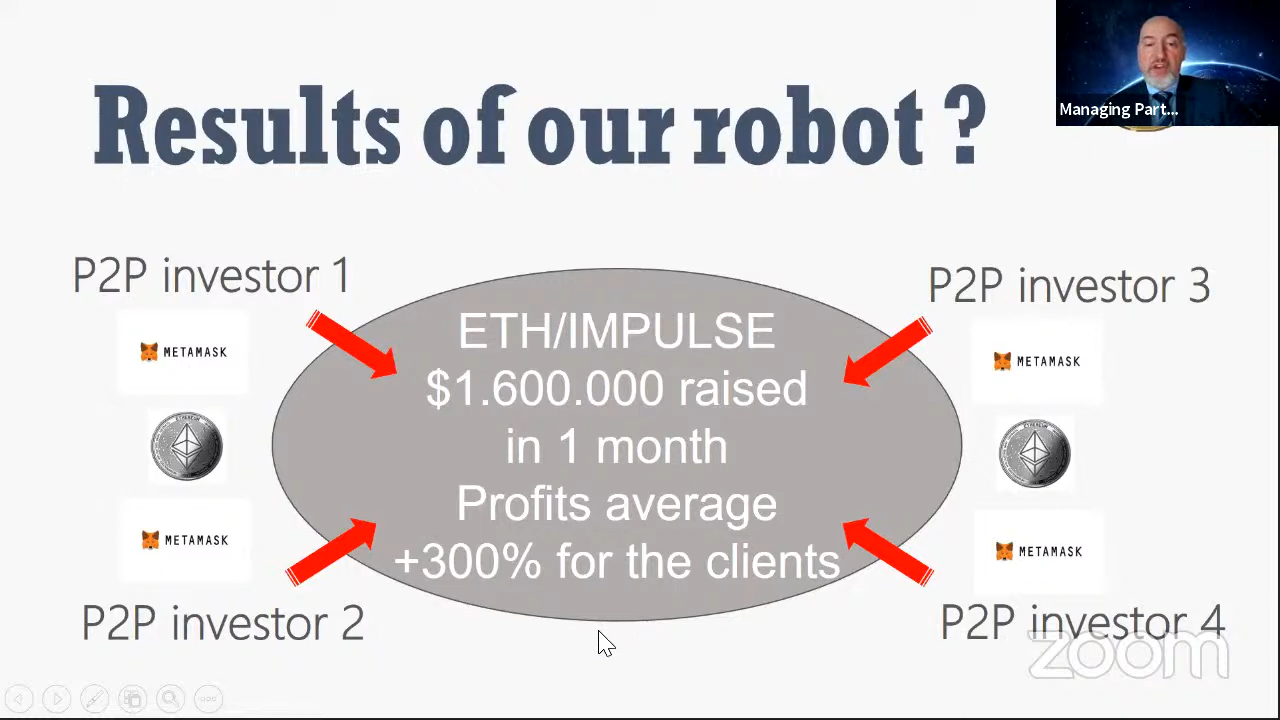 Managing Part...
Results of our robot ?
P2P investor 1
METAMASK
METAMASK
P2P investor 2
ETH/IMPULSE
$1.600.000 raised
in 1 month
Profits average
+300% for the clients
P2P investor 3
METAMASK
METAMASK
P2P investor 4
zoom